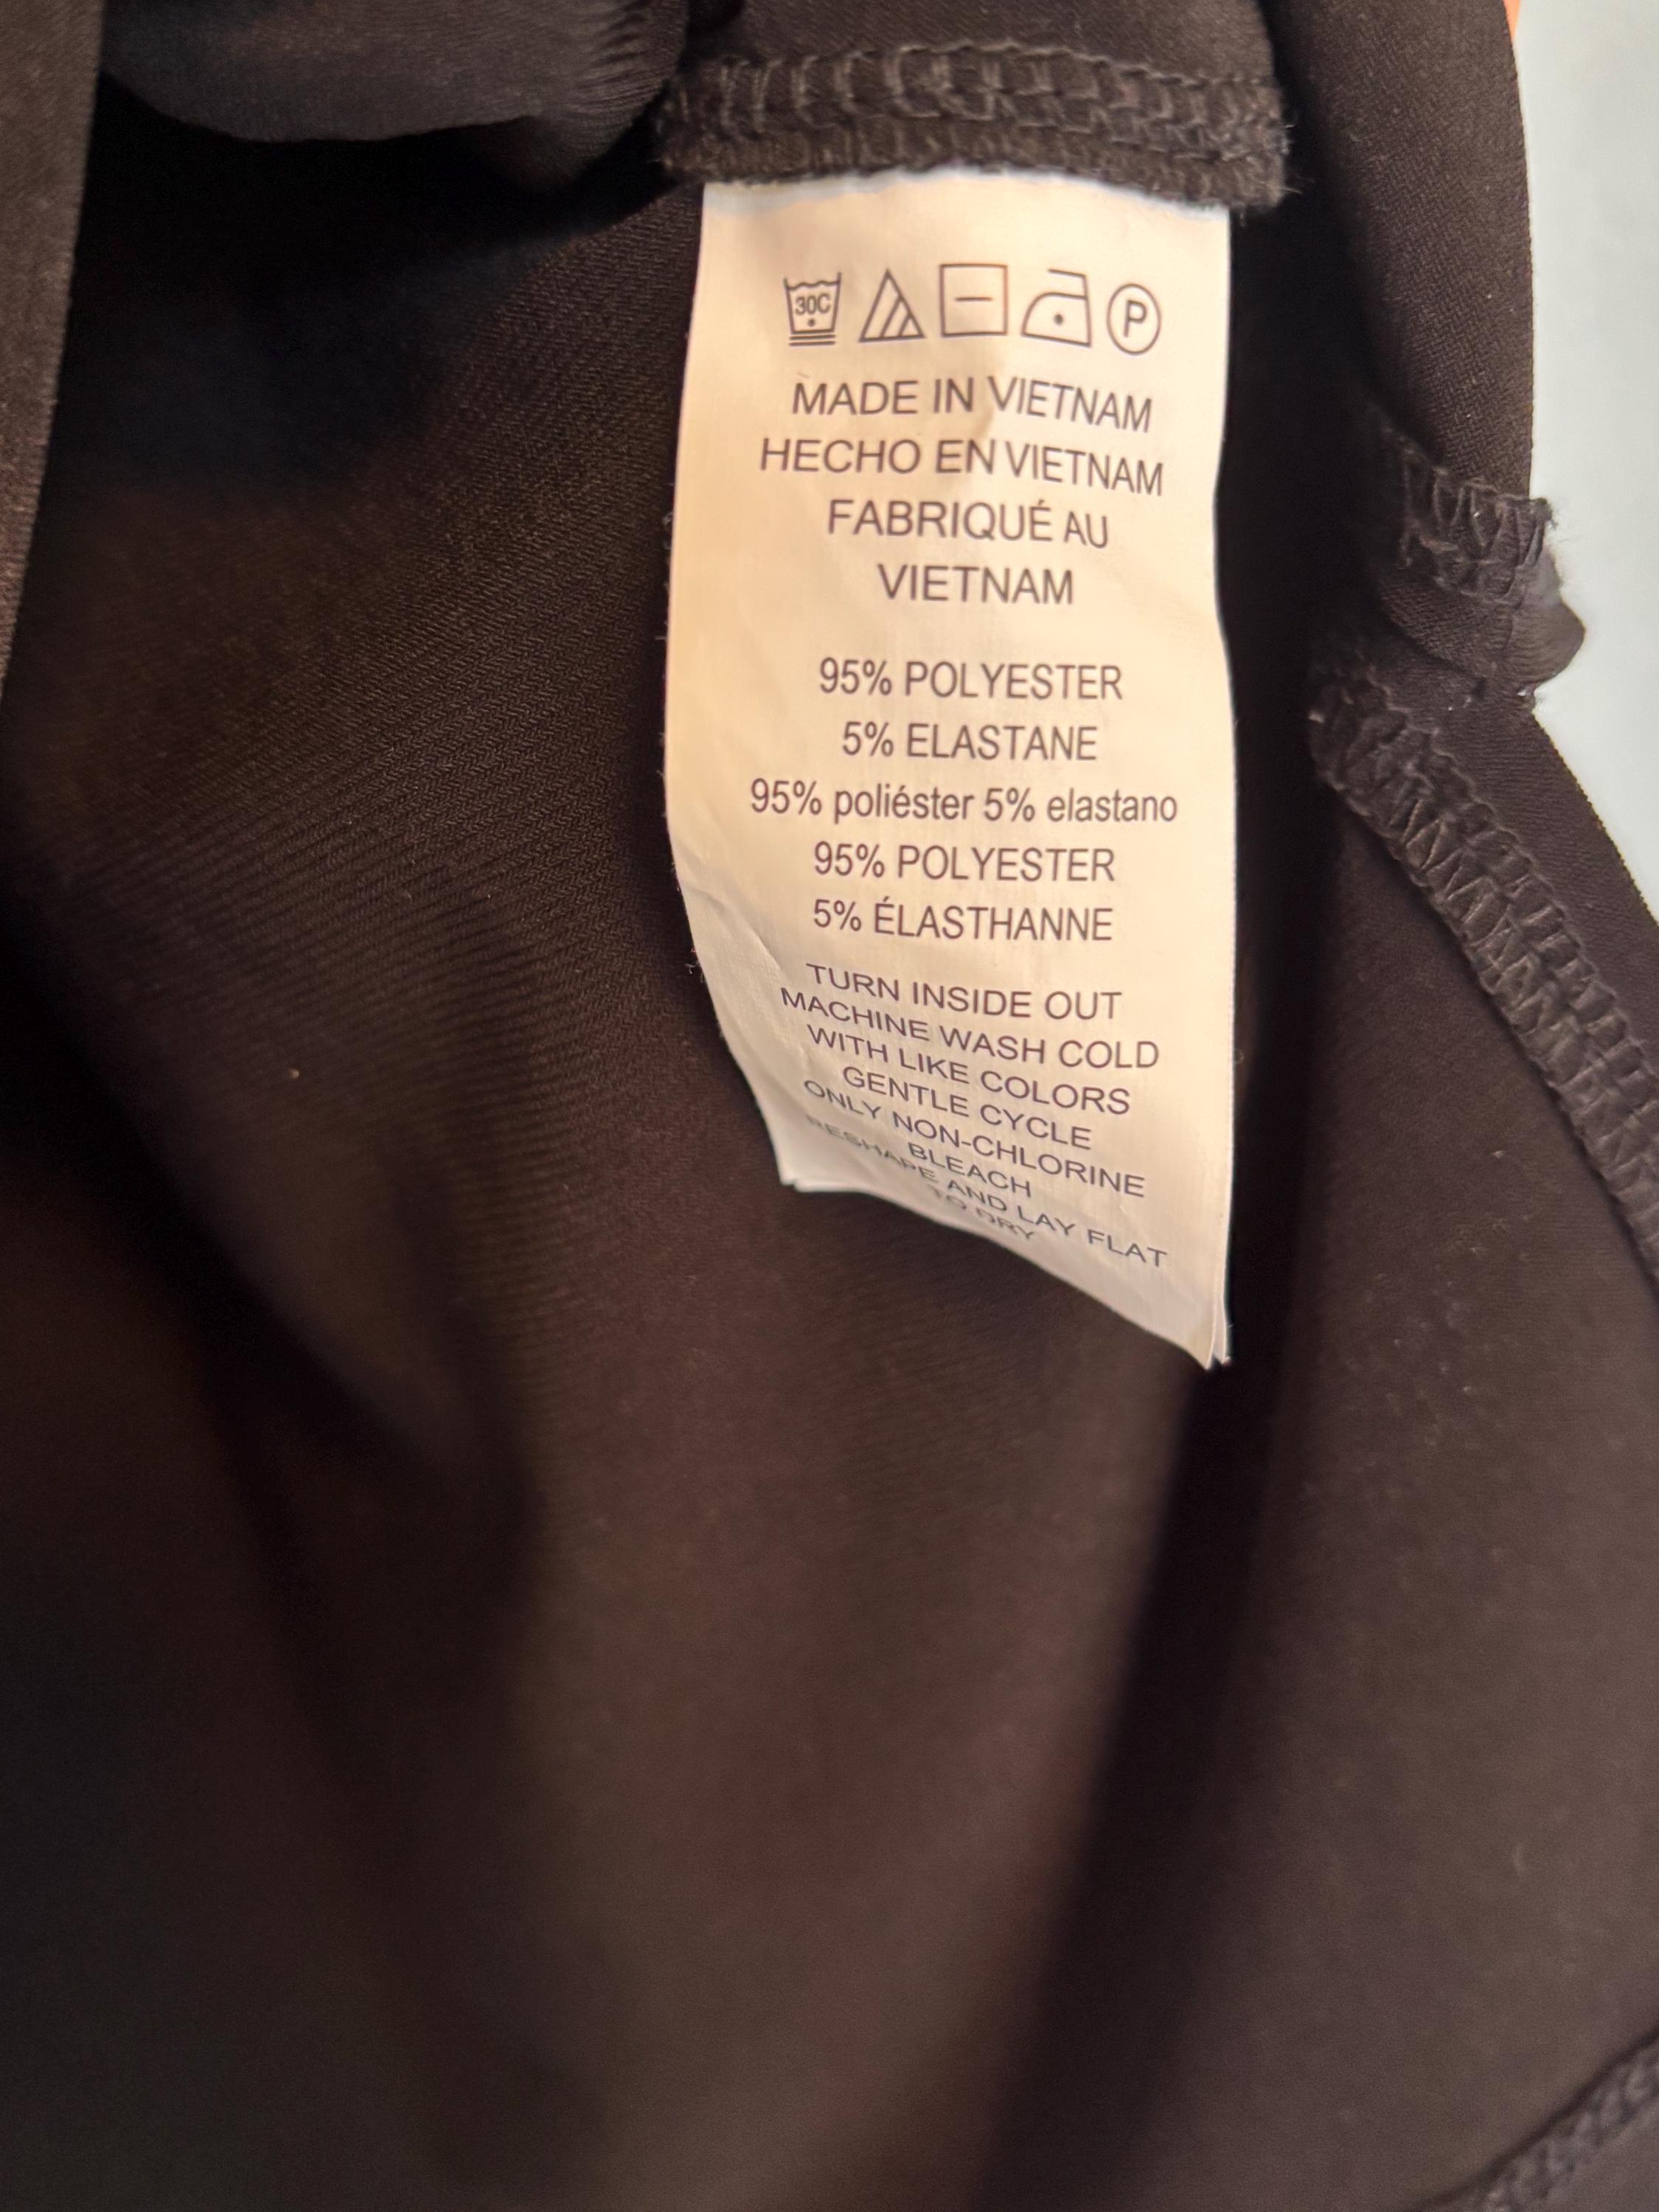 30C
P
MADE IN VIETNAM
HECHO EN VIETNAM
FABRIQUÉ AU
VIETNAM
95% POLYESTER
5% ELASTANE
95% poliéster 5% elastano
95% POLYESTER
5% ÉLASTHANNE
TURN INSIDE OUT
MACHINE WASH COLD
WITH LIKE COLORS
GENTLE CYCLE
ONLY NON-CHLORINE
BLEACH
RESHAPE AND LAY FLAT
TO DRY